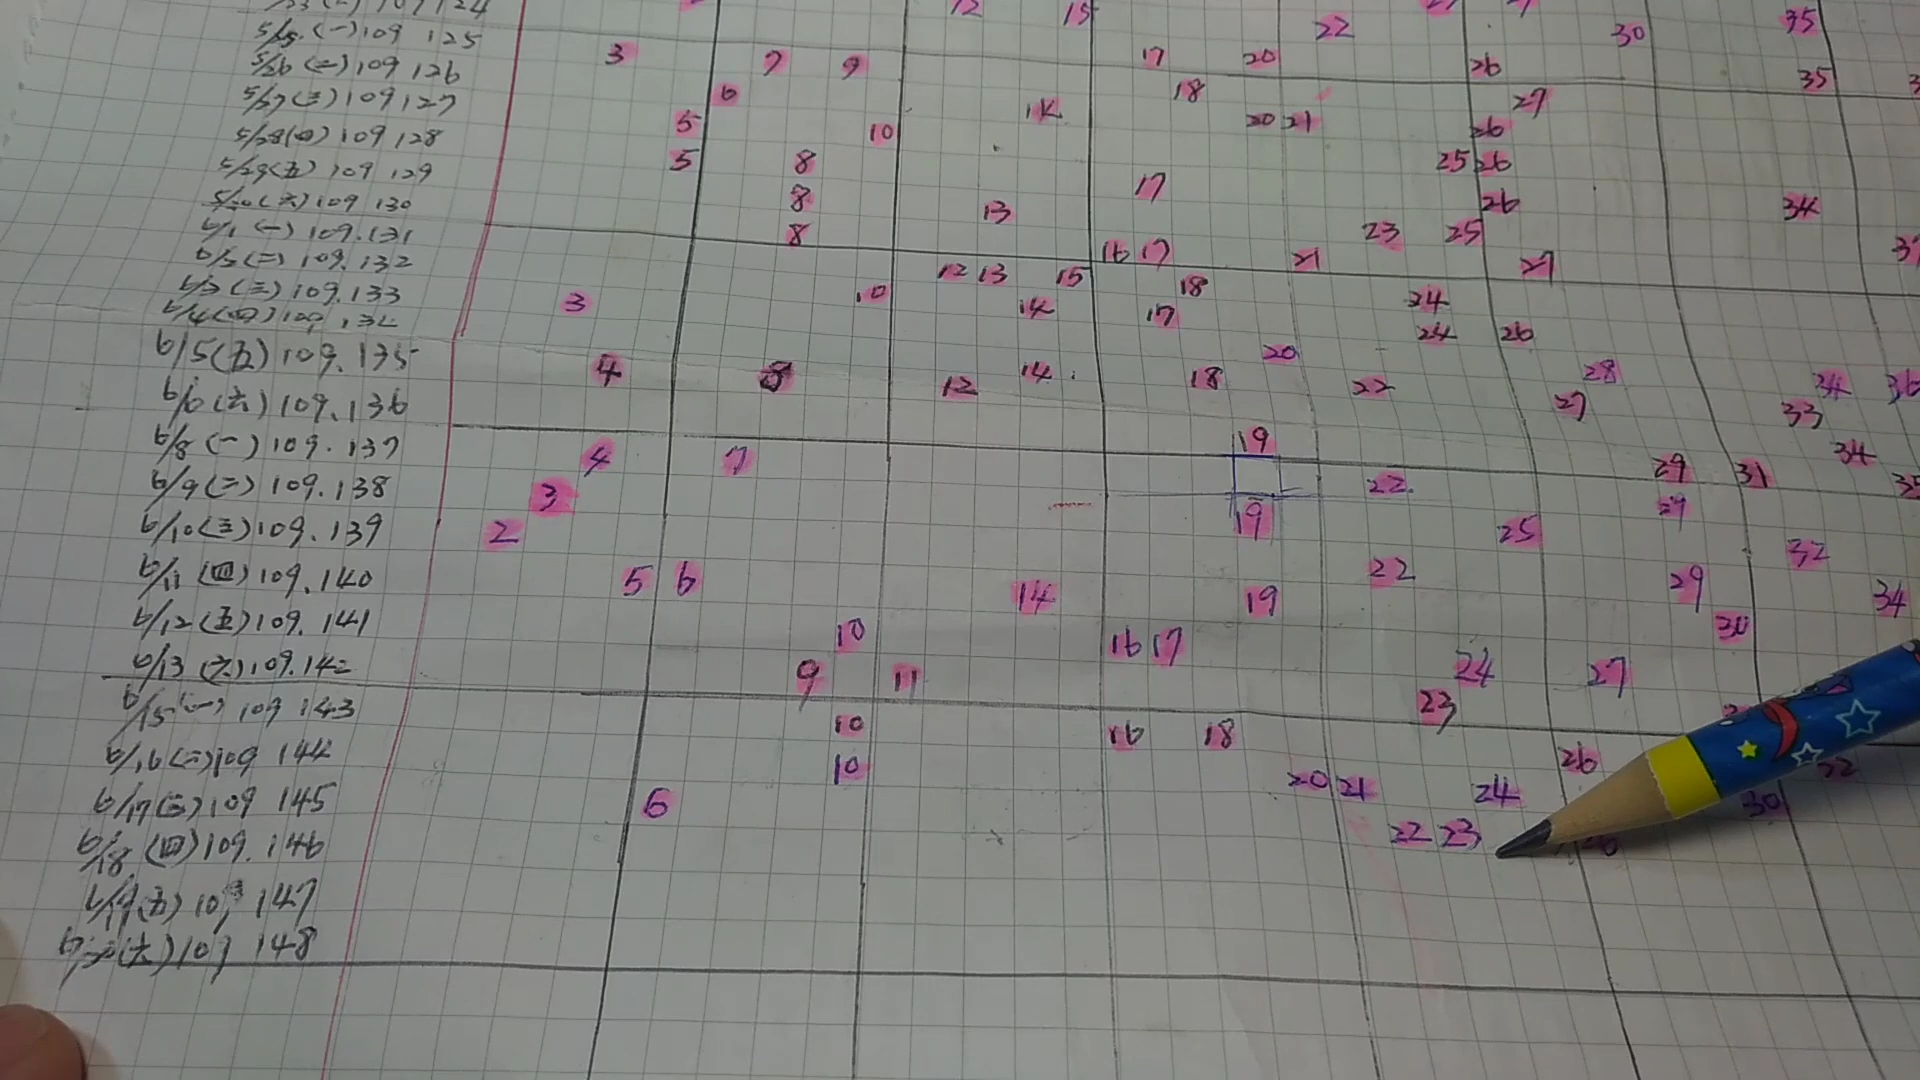 124 12 15 22 30 35
5/25 (一) 109 125 3 7 9 17 20 26 35
5/26 (二) 109 126 6 18 27
5/27 (三) 109 127 5 10 14 20 21 26
5/28 (四) 109 128 5 8 25 26
5/29 (五) 109 129 8 17 26 34
(六) 109 130 8 13 23 25
6/1 (一) 109.131 16 17 21 27
6/2 (二) 109.132 12 13 15 18
6/3 (三) 109.133 3 10 14 17 24
6/4 (四) 109.134 24 26
6/5 (五) 109.135 4 8 12 14 18 20 22 28 34 36
6/6 (六) 109.136 27 33
6/8 (一) 109.137 4 7 19 29 31 34
6/9 (二) 109.138 3 22 29 35
6/10 (三) 109.139 2 19 25 32
6/11 (四) 109.140 5 6 14 19 22 29 34
6/12 (五) 109.141 10 16 17 30
6/13 (六) 109.142 9 11 24 27
6/15 (一) 109 143 10 16 18 23
6/16 (二) 109 144 10 26
6/17 (三) 109 145 6 20 21 24 30
6/18 (四) 109.146 22 23
6/19 (五) 147
(六) 148